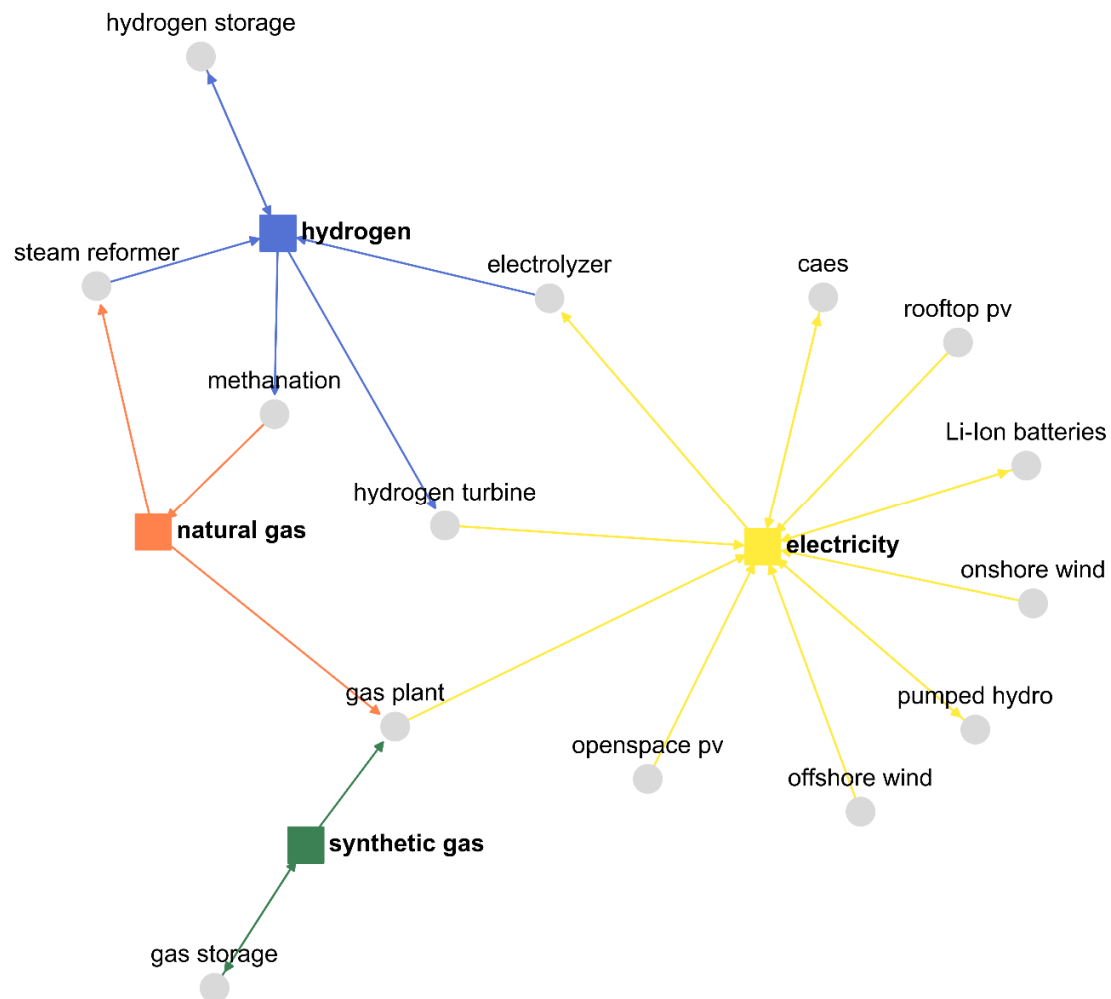 hydrogen storage
hydrogen
steam reformer
electrolyzer
caes
rooftop pv
methanation
Li-Ion batteries
hydrogen turbine
natural gas
electricity
onshore wind
gas plant
pumped hydro
openspace pv
offshore wind
synthetic gas
gas storage